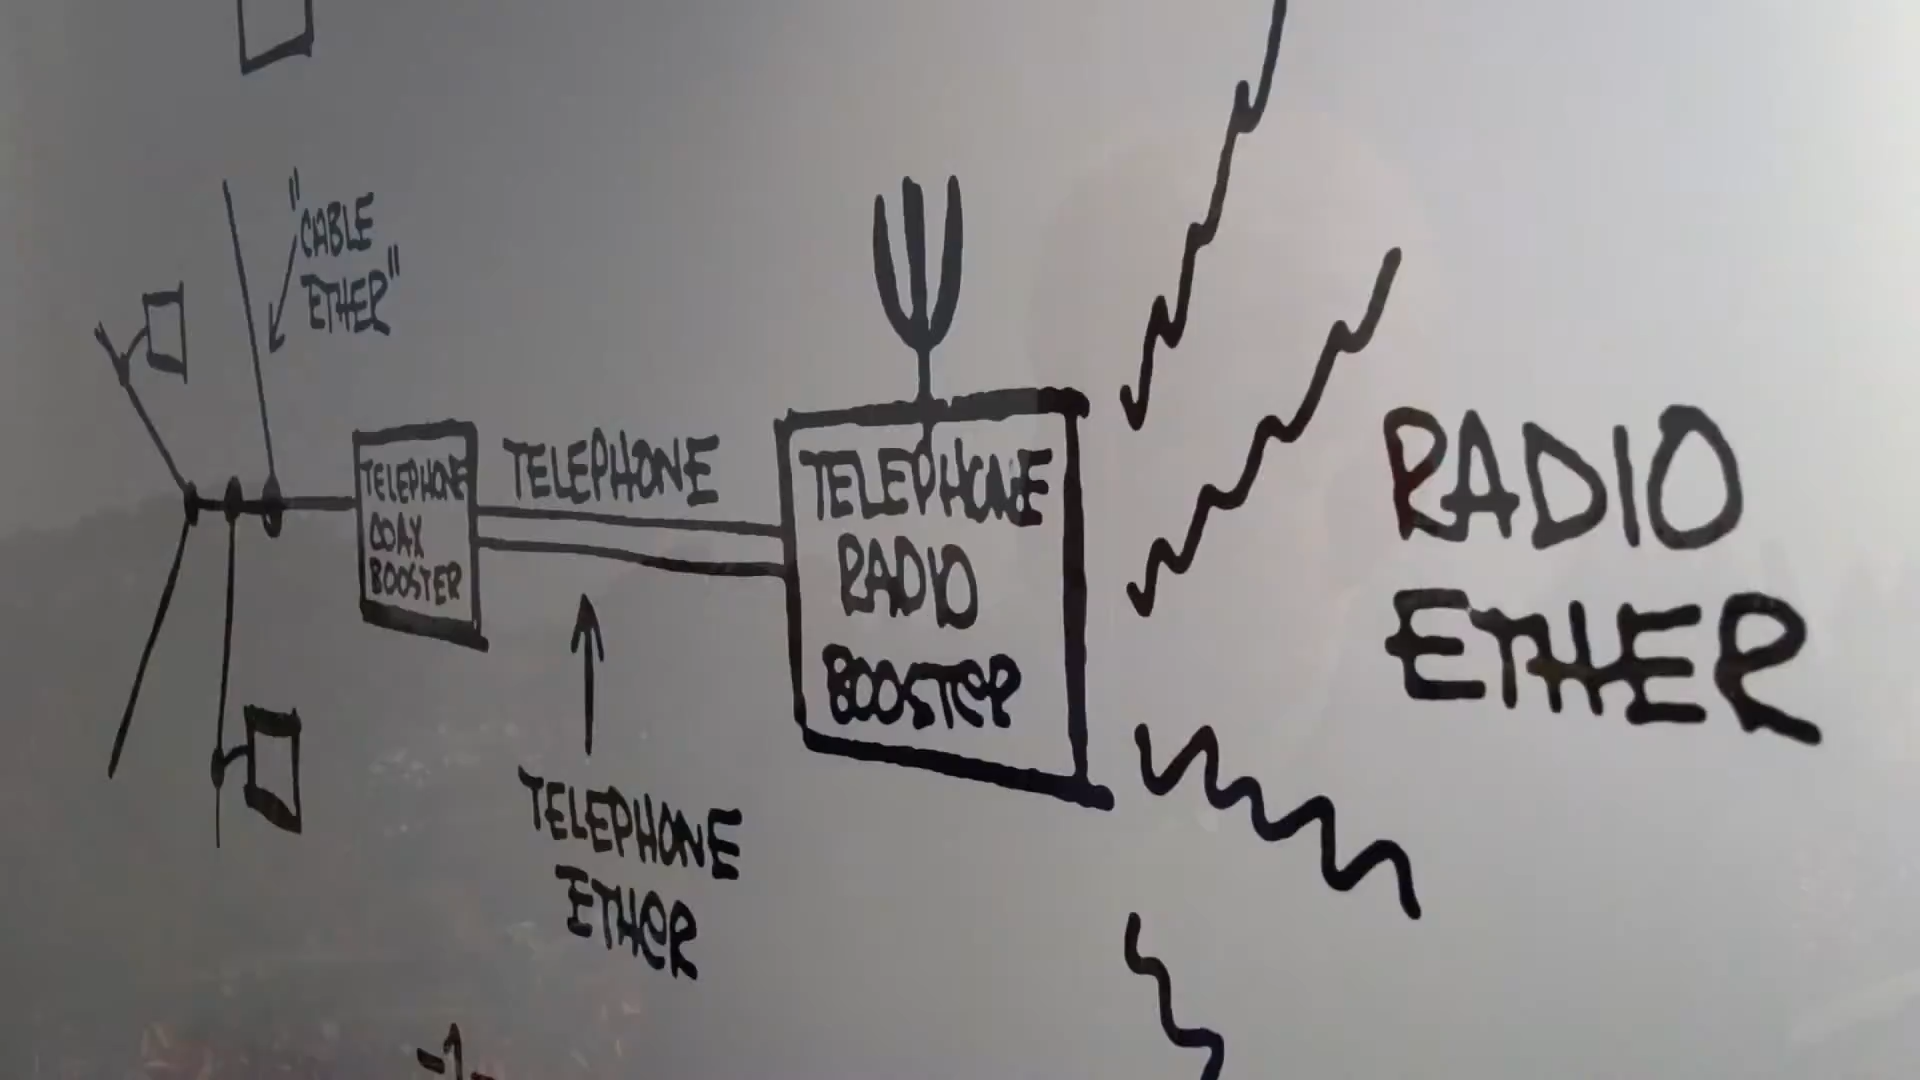 "CABLE
ETHER"
TELEPHONE
COAX
BOOSTER
TELEPHONE
TELEPHONE
RADIO
BOOSTER
RADIO
ETHER
TELEPHONE
ETHER